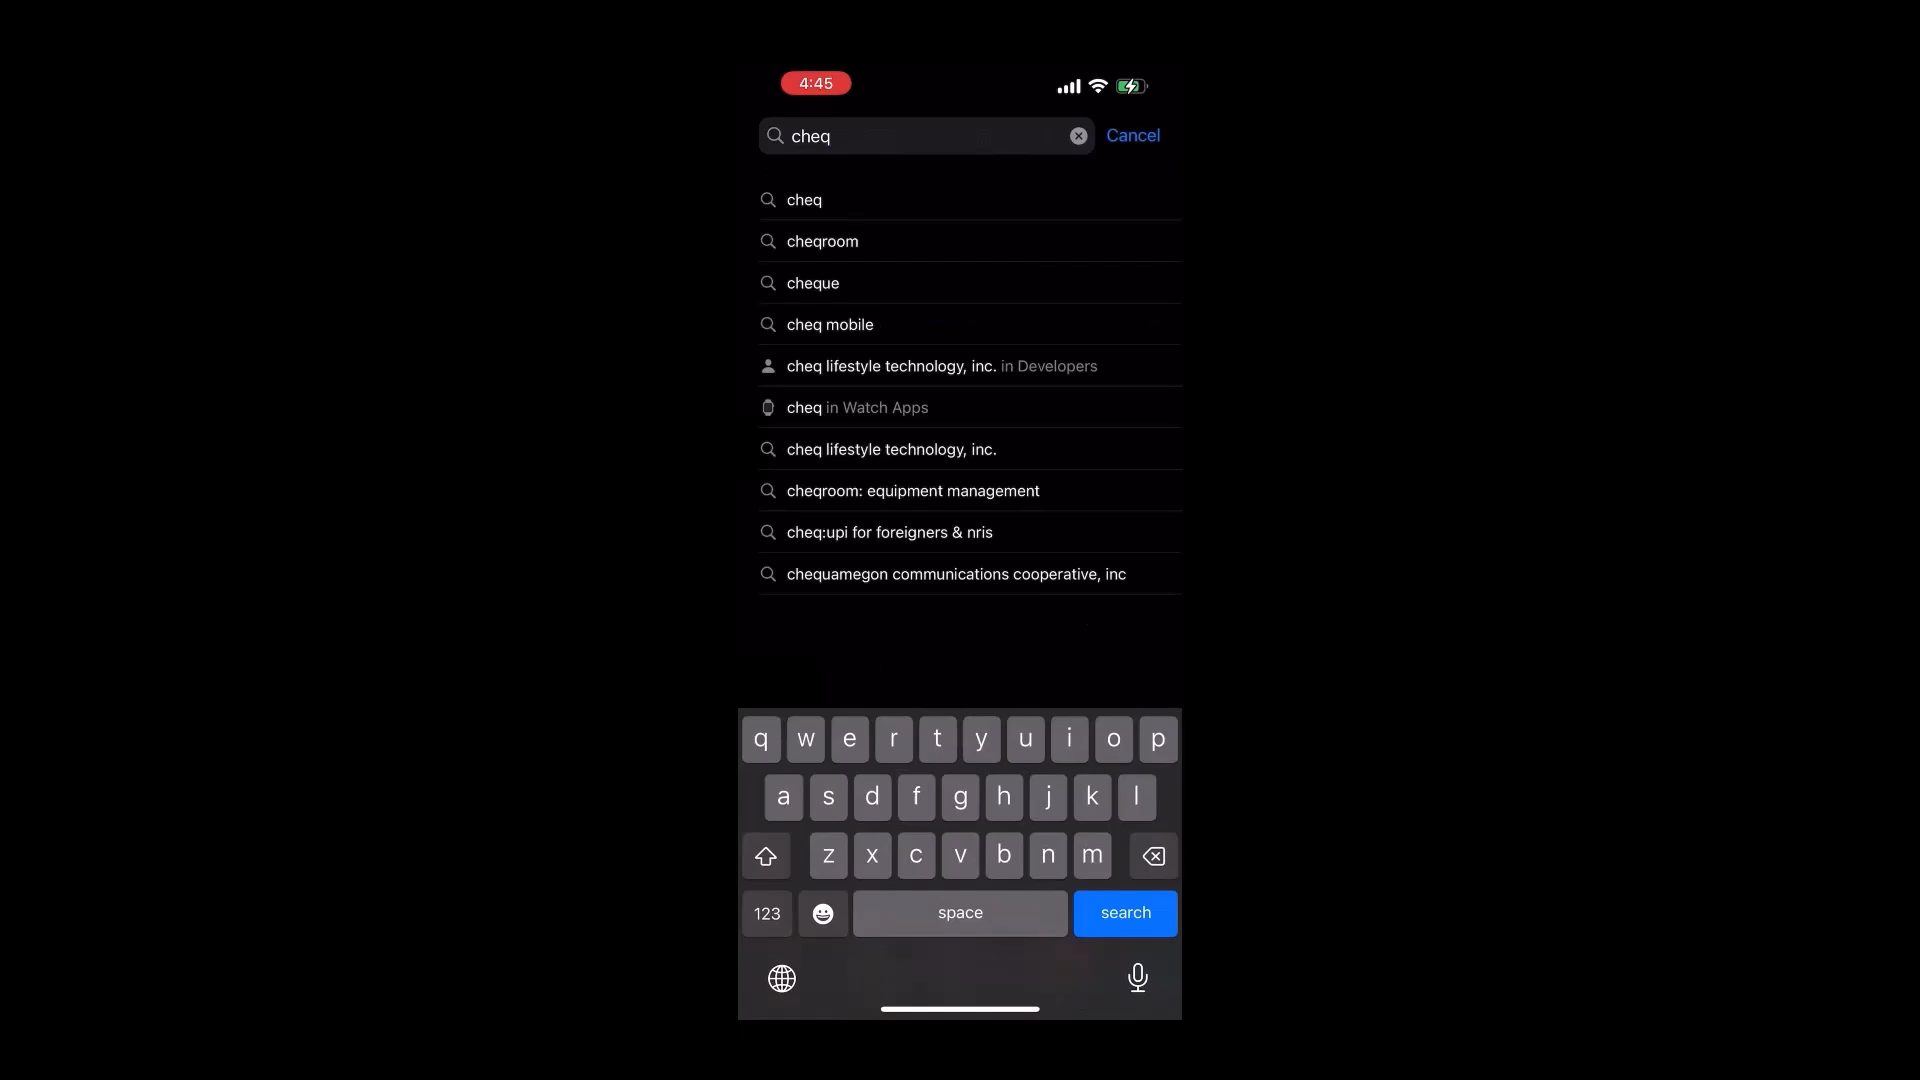 4:45
cheq Cancel
cheq
cheqroom
cheque
cheq mobile
cheq lifestyle technology, inc. in Developers
cheq in Watch Apps
cheq lifestyle technology, inc.
cheqroom: equipment management
cheq:upi for foreigners & nris
chequamegon communications cooperative, inc
q w e r t y u i o p
a s d f g h j k l
z x c v b n m
123 space search